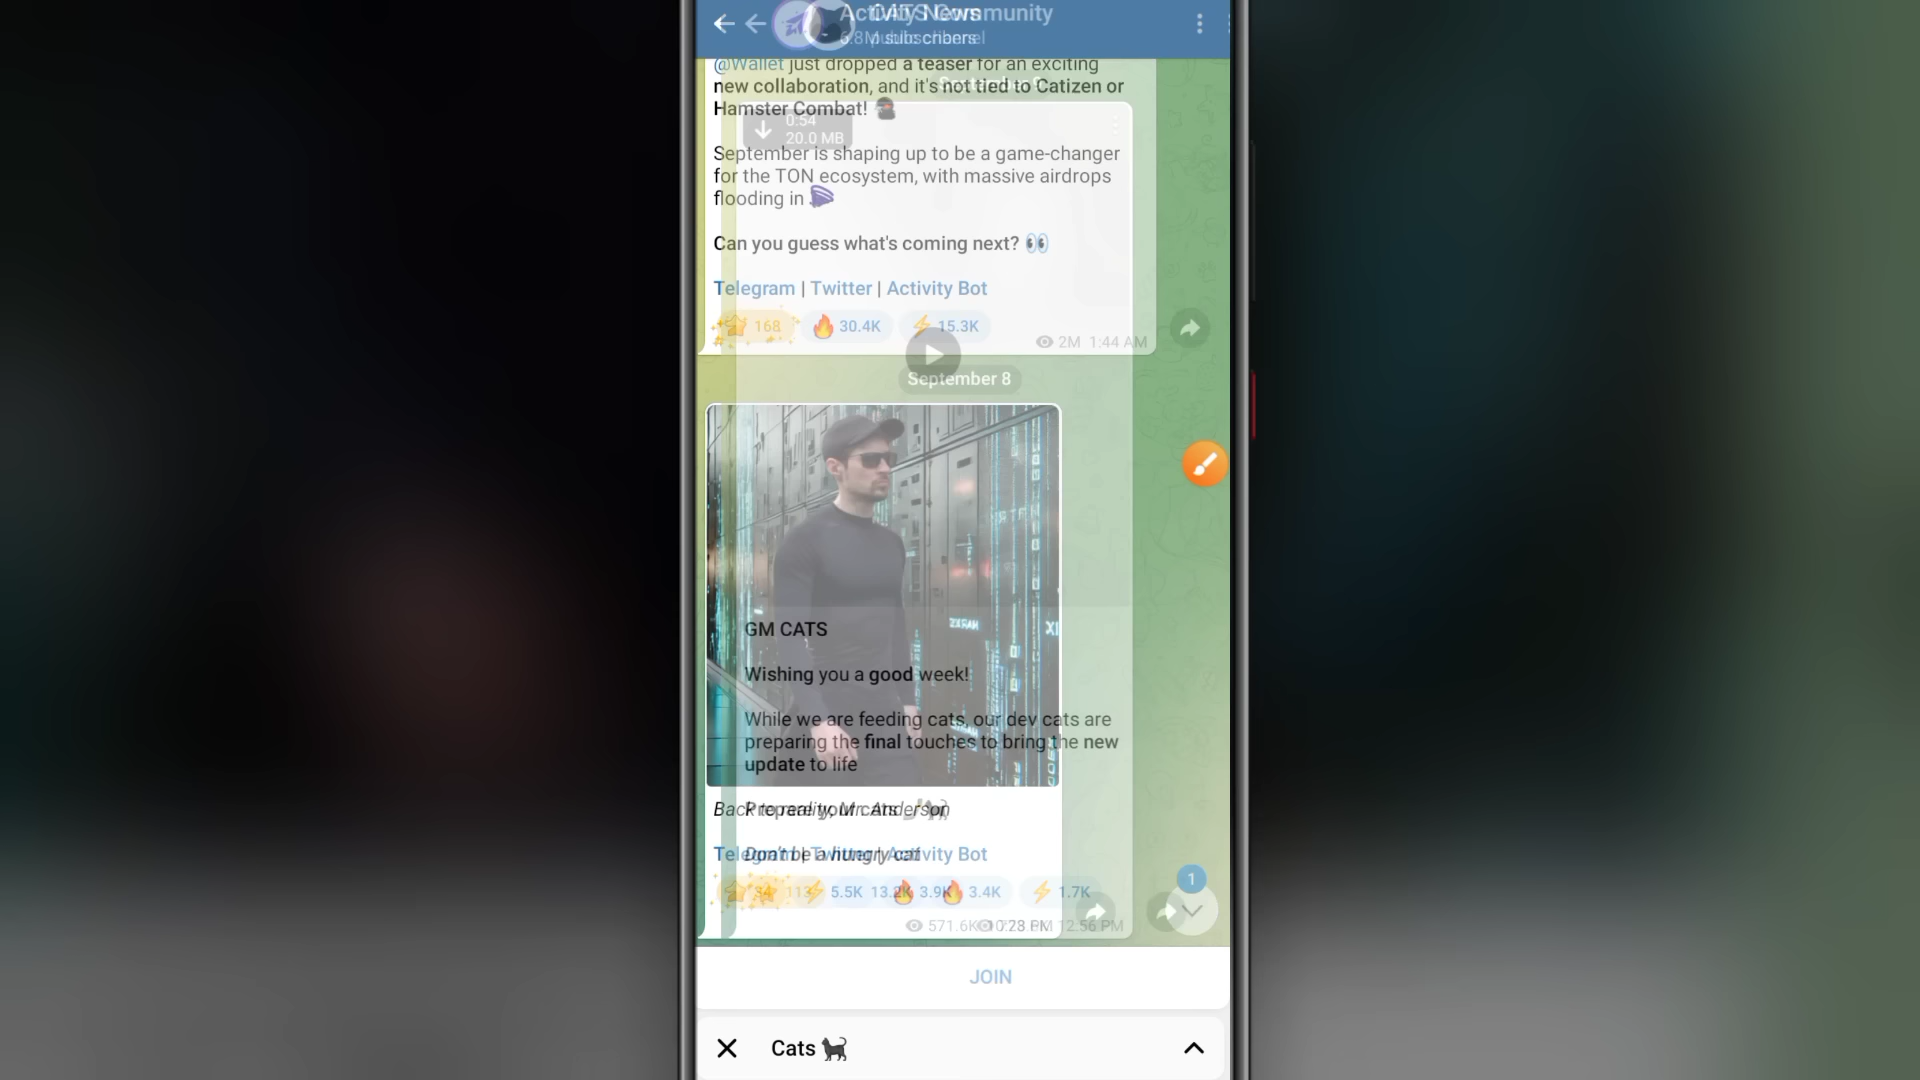 Activity Community
CATS News
6.8M subscribers
@Wallet just dropped a teaser for an exciting
new collaboration, and it's not tied to Catizen or
Hamster Combat!
0:54
20.0 MB
September is shaping up to be a game-changer
for the TON ecosystem, with massive airdrops
flooding in
Can you guess what's coming next? 👀
Telegram | Twitter | Activity Bot
168 🔥 30.4K ⚡ 15.3K
2M 1:44 AM
September 8
GM CATS
Wishing you a good week!
While we are feeding cats, our dev cats are
preparing the final touches to bring the new
update to life
Back to reality, Mr. Anderson
Prepare your cats
Telegram | Twitter | Activity Bot
Don't be a hungry cat
34 ⚡ 5.5K 🔥 3.9K
113 13.2K 🔥 3.4K ⚡ 1.7K
571.6K 10:28 PM
12:56 PM
1
JOIN
Cats 🐈‍⬛